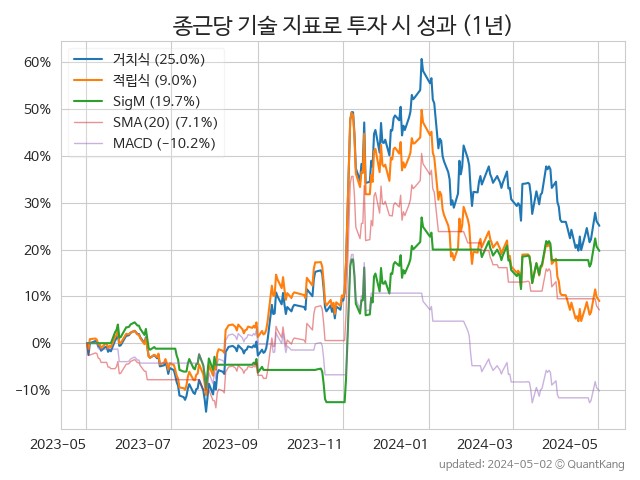 종근당 기술 지표로 투자 시 성과 (1년)
거치식 (25.0%)
적립식 (9.0%)
SigM (19.7%)
SMA(20) (7.1%)
MACD (−10.2%)
60%
50%
40%
30%
20%
10%
0%
−10%
2023-05 2023-07 2023-09 2023-11 2024-01 2024-05
updated: 2024-05-02 © QuantKang